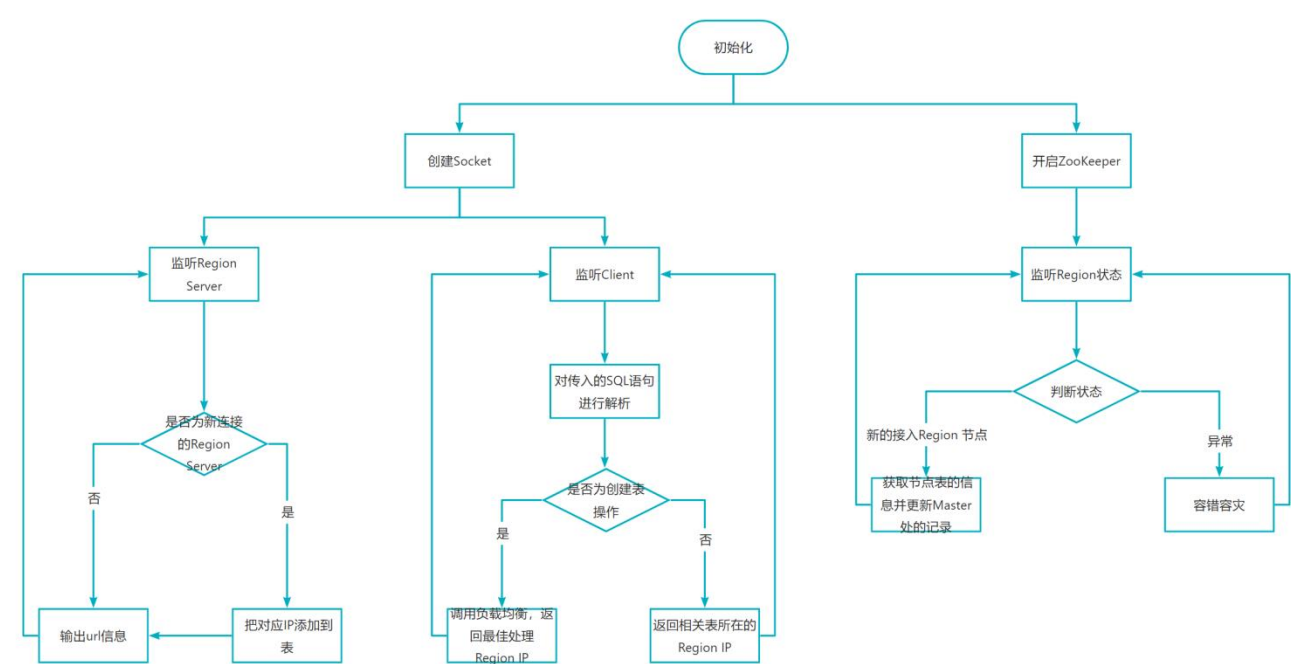 初始化
创建Socket
开启ZooKeeper
监听Region
Server
监听Client
监听Region状态
对传入的SQL语句
进行解析
判断状态
是否为新连接
的Region
Server
新的接入Region 节点
异常
否
是
是否为创建表
操作
获取节点表的信
息并更新Master
处的记录
容错容灾
是
否
输出url信息
把对应IP添加到
表
调用负载均衡，返
回最佳处理
Region IP
返回相关表所在的
Region IP